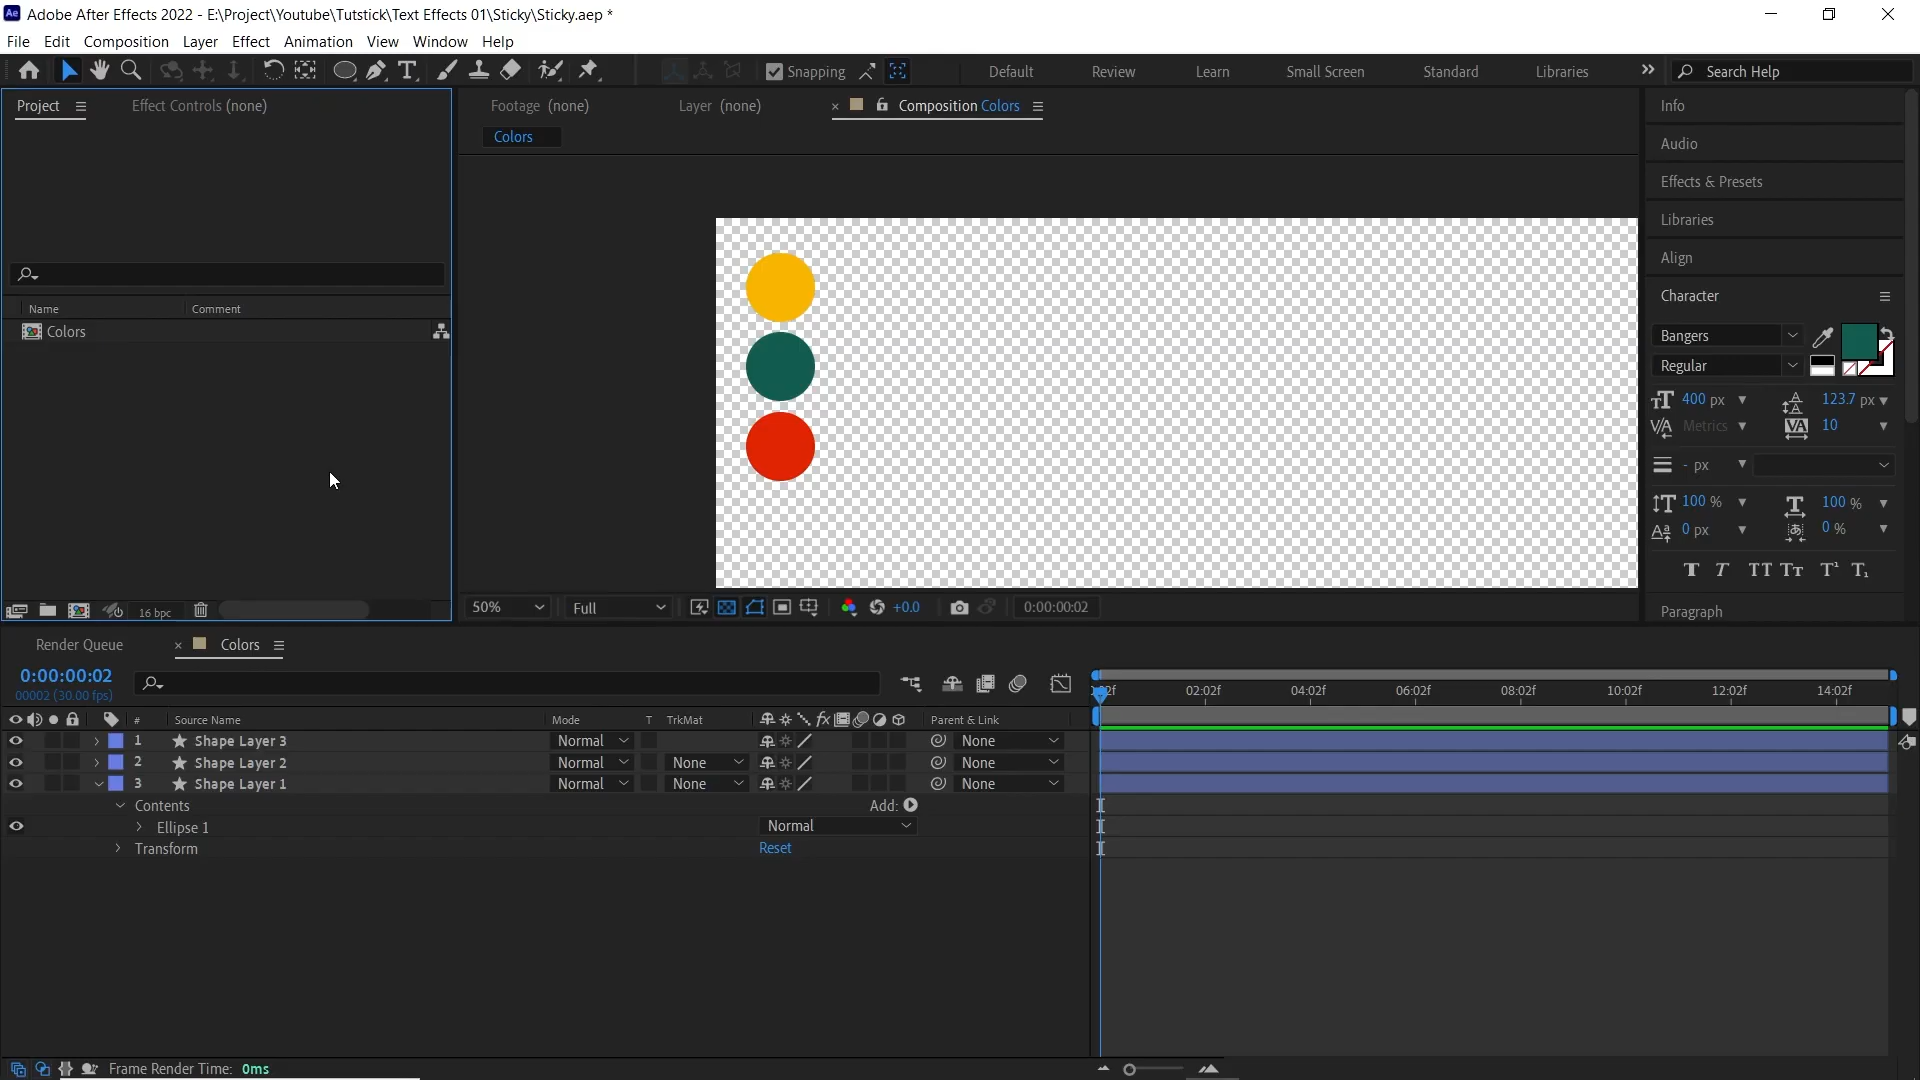 Adobe After Effects 2022 - E:\Project\Youtube\Tutstick\Text Effects 01\Sticky\Sticky.aep *
File Edit Composition Layer Effect Animation View Window Help
Snapping Default Review Learn Small Screen Standard Libraries Search Help
Project Effect Controls (none) Footage (none) Layer (none) Composition Colors Info
Colors
Audio
Effects & Presets
Libraries
Align
Character
Name Comment
Colors
Bangers
Regular
400 px 123.7 px
Metrics 10
- px
100 % 100 %
0 px 0 %
T T TT Tт T¹ T₁
Paragraph
16 bpc 50% Full +0.0 0:00:00:02
Render Queue Colors
0:00:00:02
00002 (30.00 fps)
02f 02:02f 04:02f 06:02f 08:02f 10:02f 12:02f 14:02f
# Source Name Mode T TrkMat fx Parent & Link
1 Shape Layer 3 Normal None
2 Shape Layer 2 Normal None None
3 Shape Layer 1 Normal None None
Contents Add:
Ellipse 1 Normal
Transform Reset
Frame Render Time: 0ms